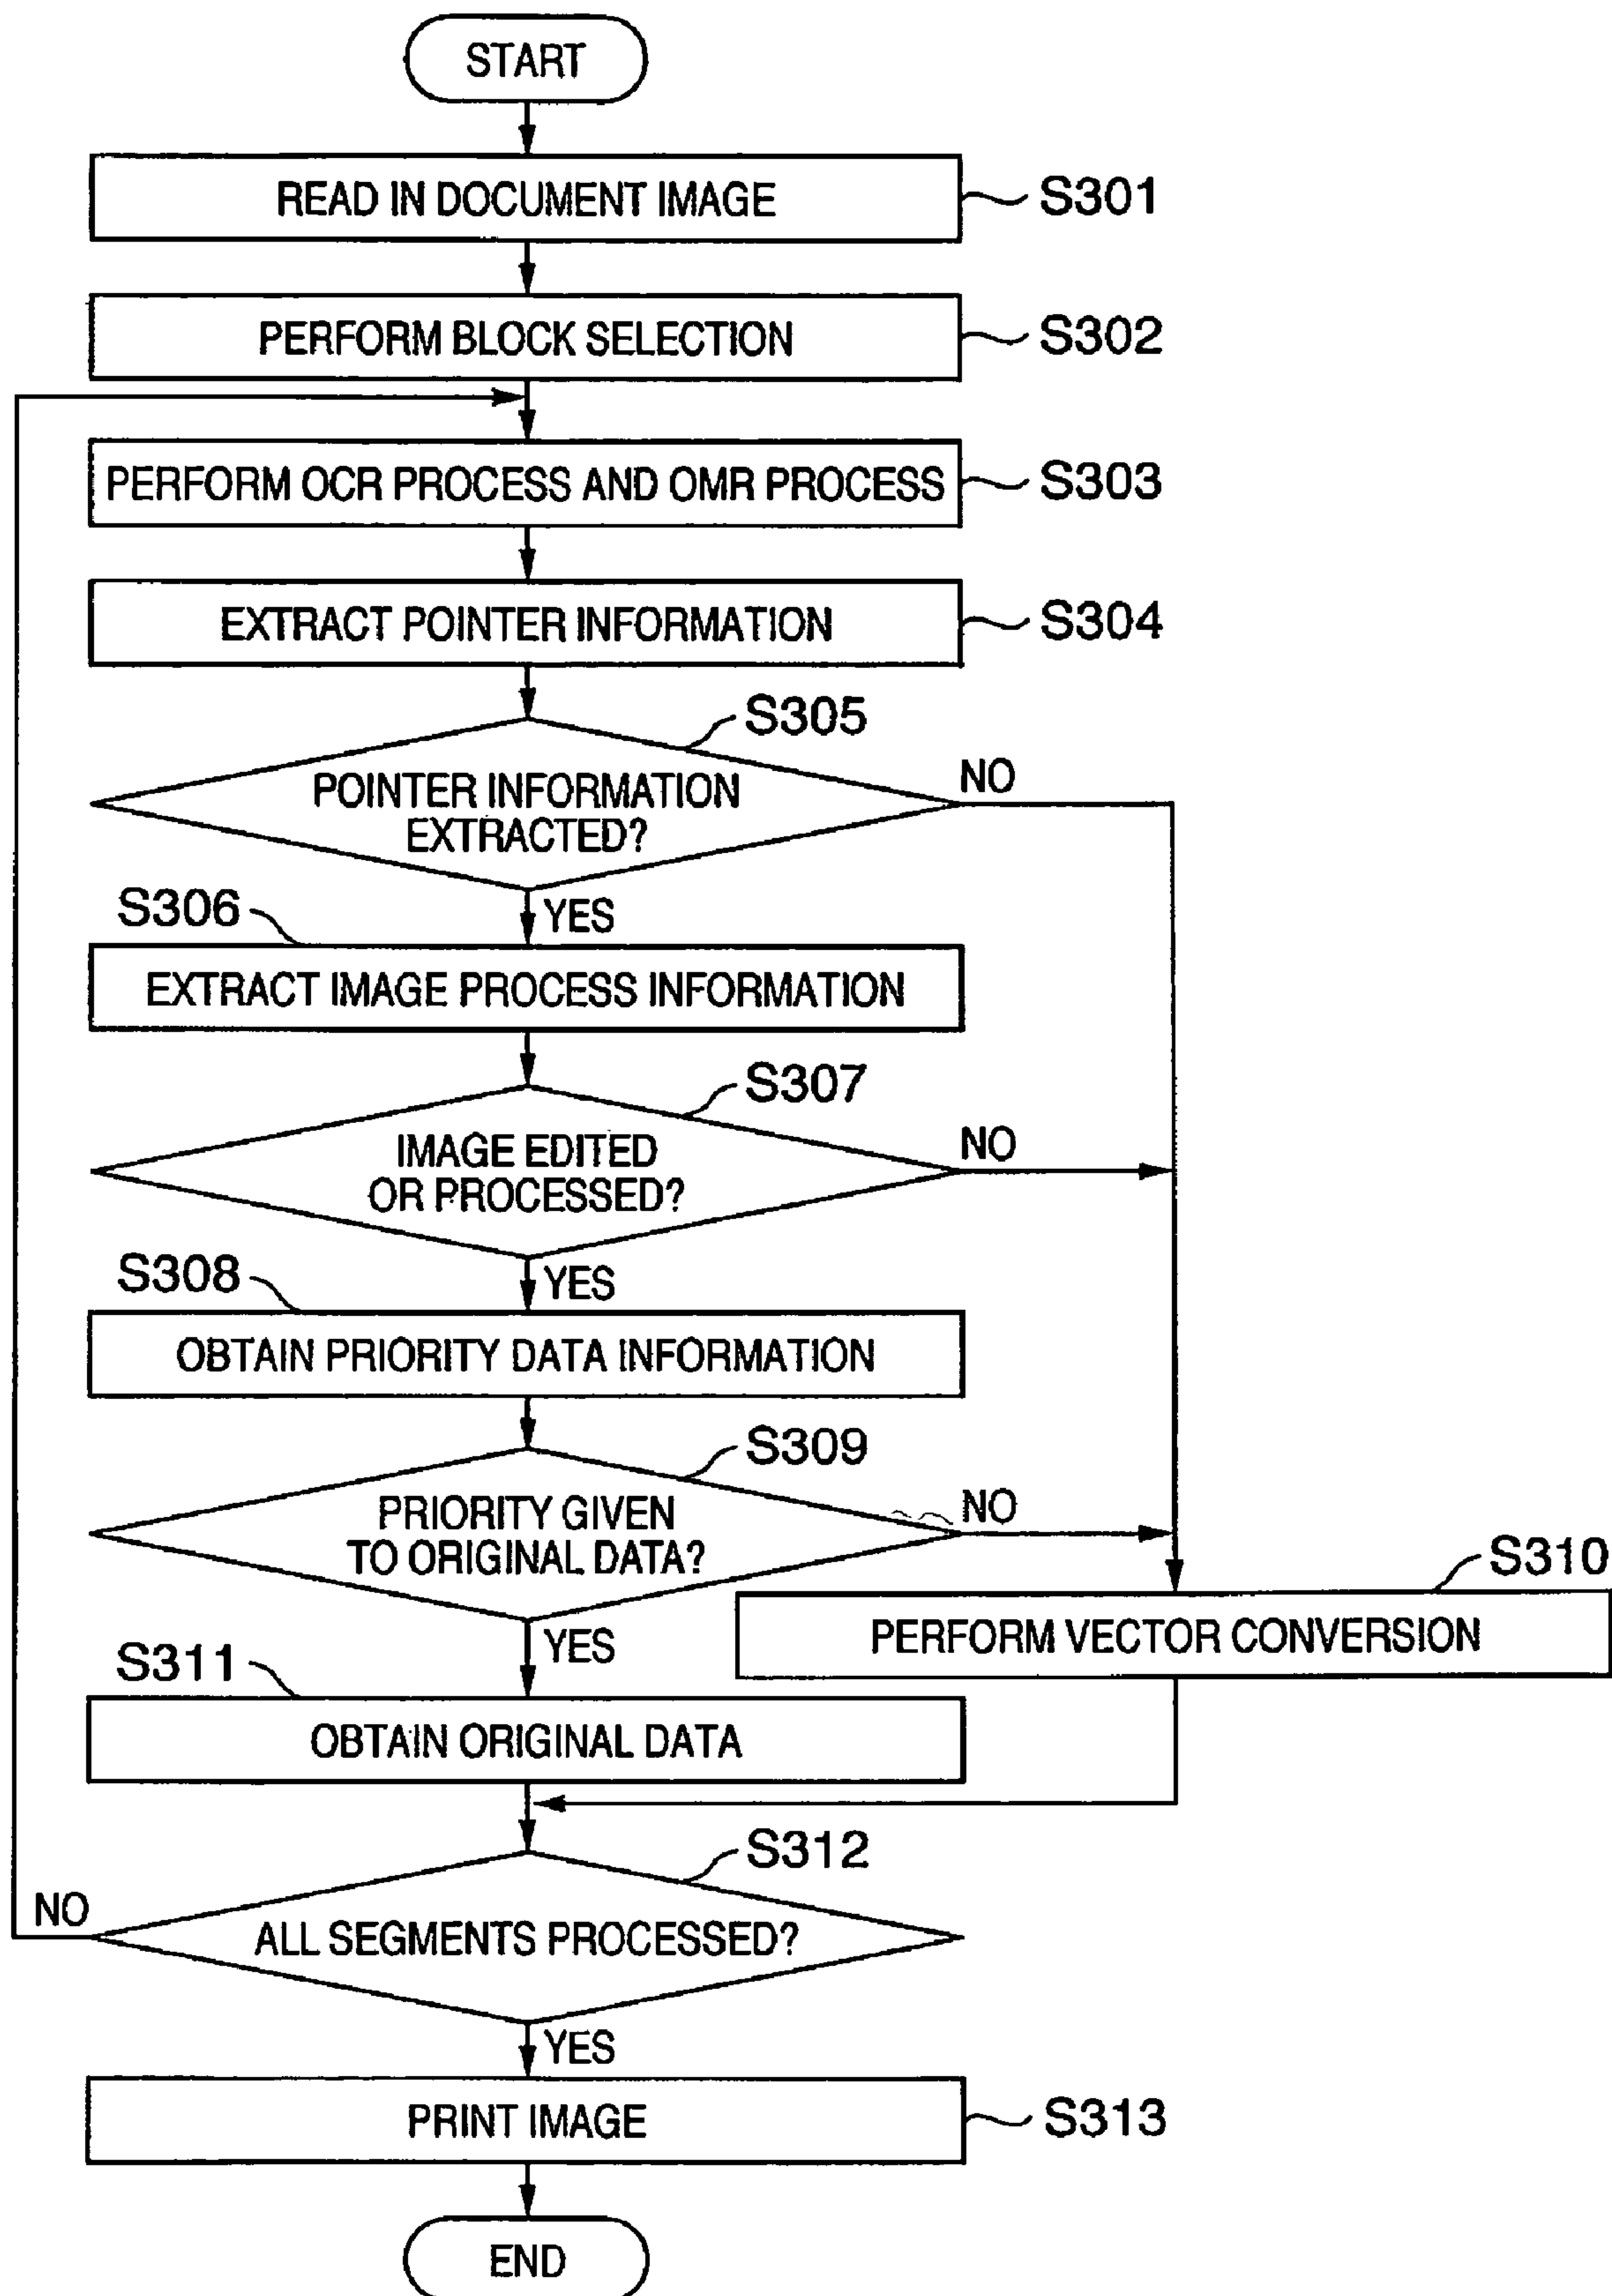 START
READ IN DOCUMENT IMAGE
S301
PERFORM BLOCK SELECTION
S302
PERFORM OCR PROCESS AND OMR PROCESS
S303
EXTRACT POINTER INFORMATION
S304
S305
POINTER INFORMATION
EXTRACTED?
NO
YES
S306
EXTRACT IMAGE PROCESS INFORMATION
S307
IMAGE EDITED
OR PROCESSED?
NO
YES
S308
OBTAIN PRIORITY DATA INFORMATION
S309
PRIORITY GIVEN
TO ORIGINAL DATA?
NO
YES
S310
PERFORM VECTOR CONVERSION
S311
OBTAIN ORIGINAL DATA
S312
ALL SEGMENTS PROCESSED?
NO
YES
PRINT IMAGE
S313
END